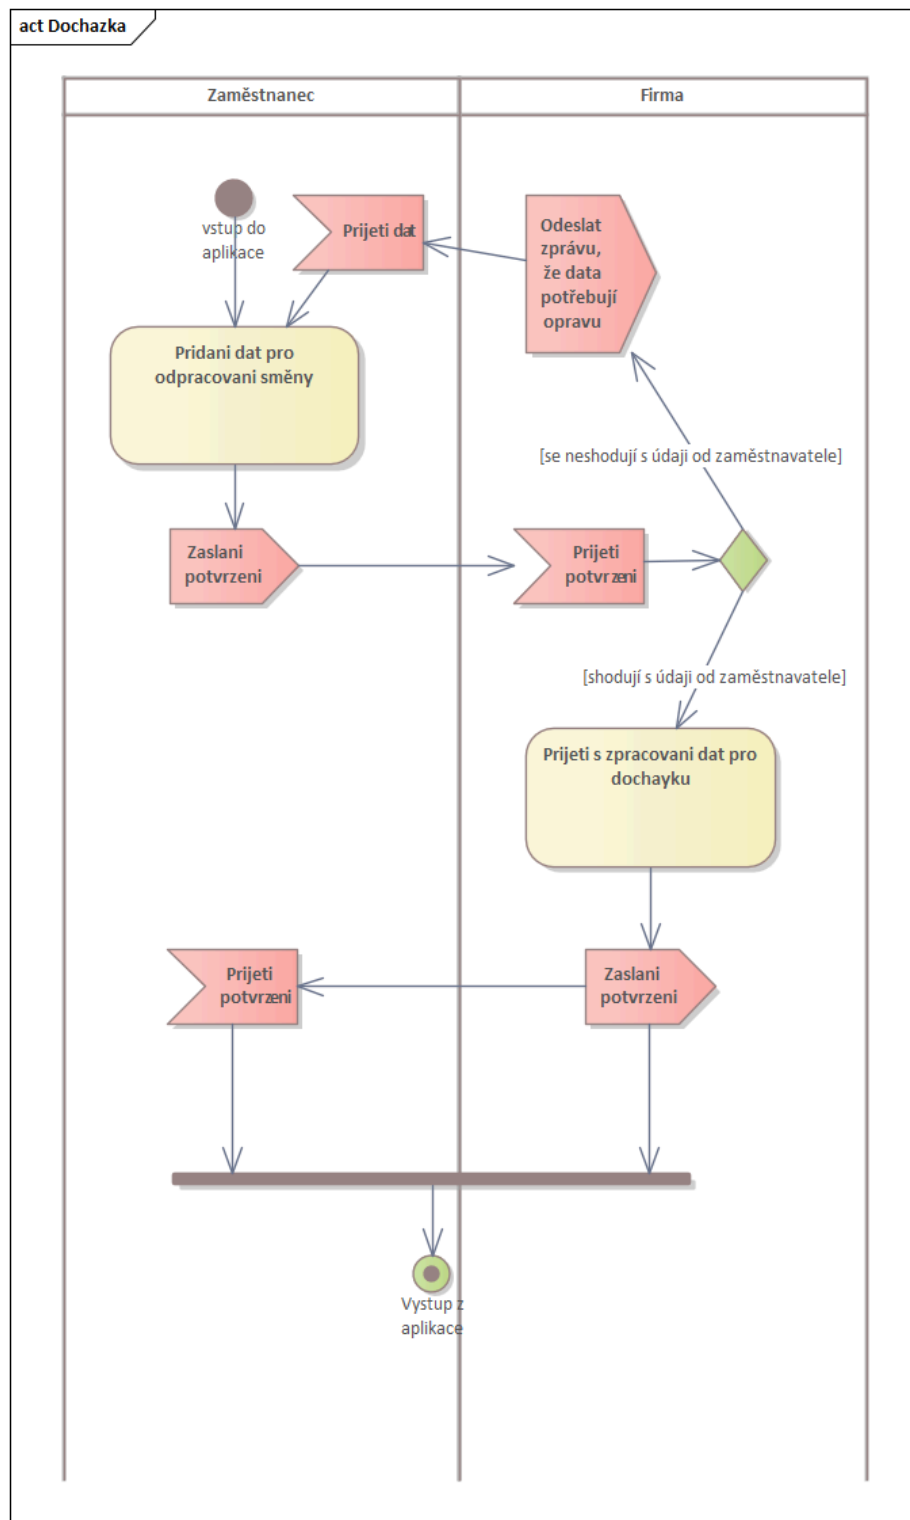 act Dochazka
Zaměstnanec
Firma
vstup do
aplikace
Prijeti dat
Odeslat
zprávu,
že data
potřebují
opravu
Pridani dat pro
odpracovani směny
[se neshodují s údaji od zaměstnavatele]
Zaslani
potvrzeni
Prijeti
potvrzeni
[shodují s údaji od zaměstnavatele]
Prijeti s zpracovani dat pro
dochayku
Prijeti
potvrzeni
Zaslani
potvrzeni
Vystup z
aplikace